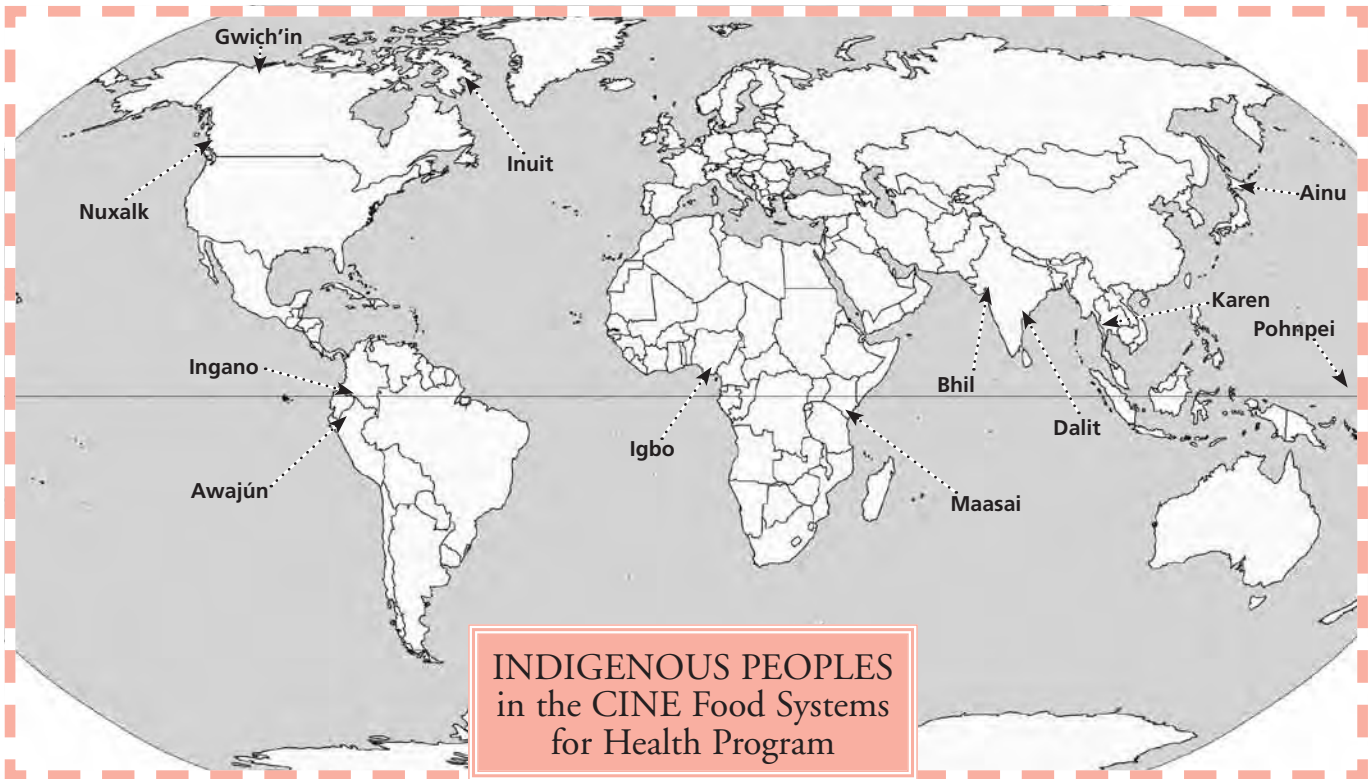 Gwich’in
Inuit
Nuxalk
Ainu
Karen
Pohnpei
Ingano
Bhil
Dalit
Igbo
Awajún
Maasai
INDIGENOUS PEOPLES
in the CINE Food Systems
for Health Program